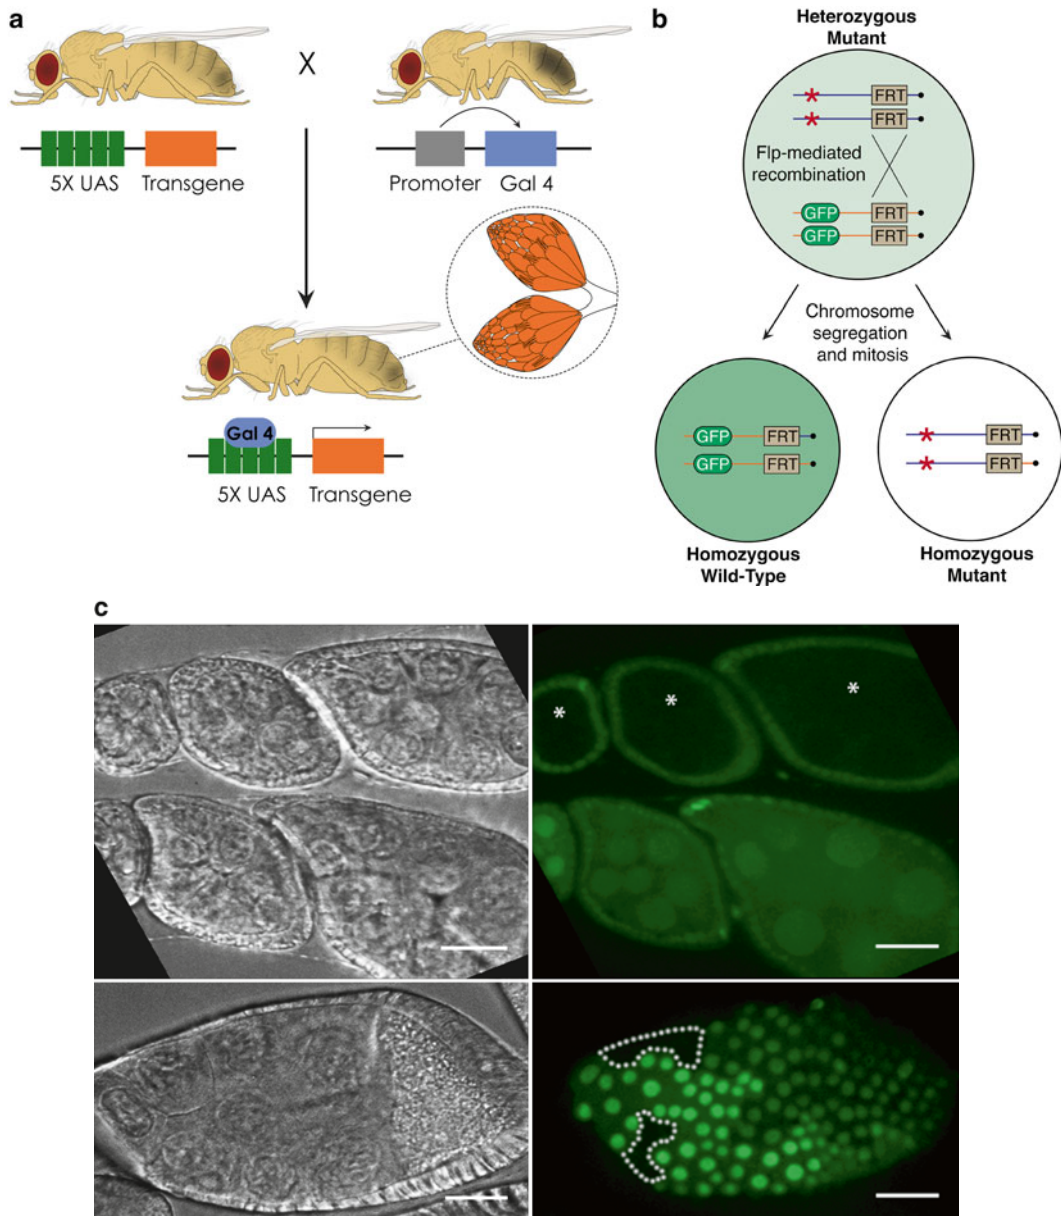 a
X
5X UAS
Transgene
Promoter
Gal 4
Gal 4
5X UAS
Transgene
b
Heterozygous
Mutant
FRT
FRT
Flp-mediated
recombination
GFP
FRT
GFP
FRT
Chromosome
segregation
and mitosis
GFP
FRT
GFP
FRT
*
FRT
*
FRT
Homozygous
Wild-Type
Homozygous
Mutant
c
* * *